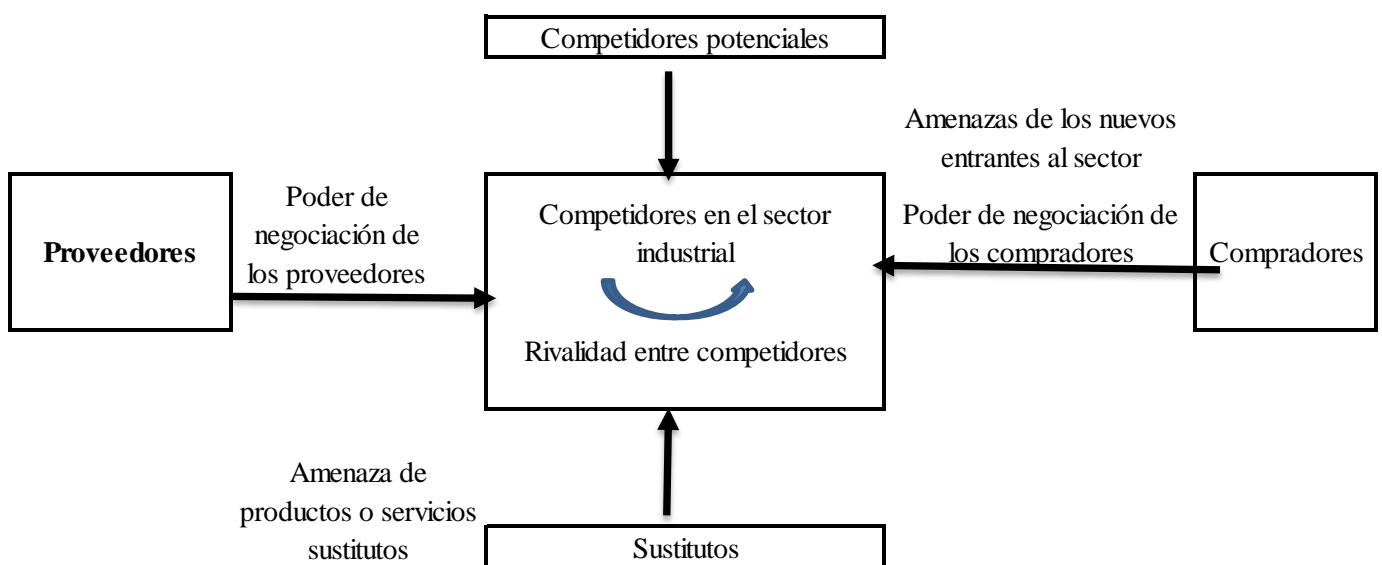 Competidores potenciales
Amenazas de los nuevos
entrantes al sector
Proveedores
Poder de
negociación de
los proveedores
Competidores en el sector
industrial
Rivalidad entre competidores
Poder de negociación de
los compradores
Compradores
Amenaza de
productos o servicios
sustitutos
Sustitutos